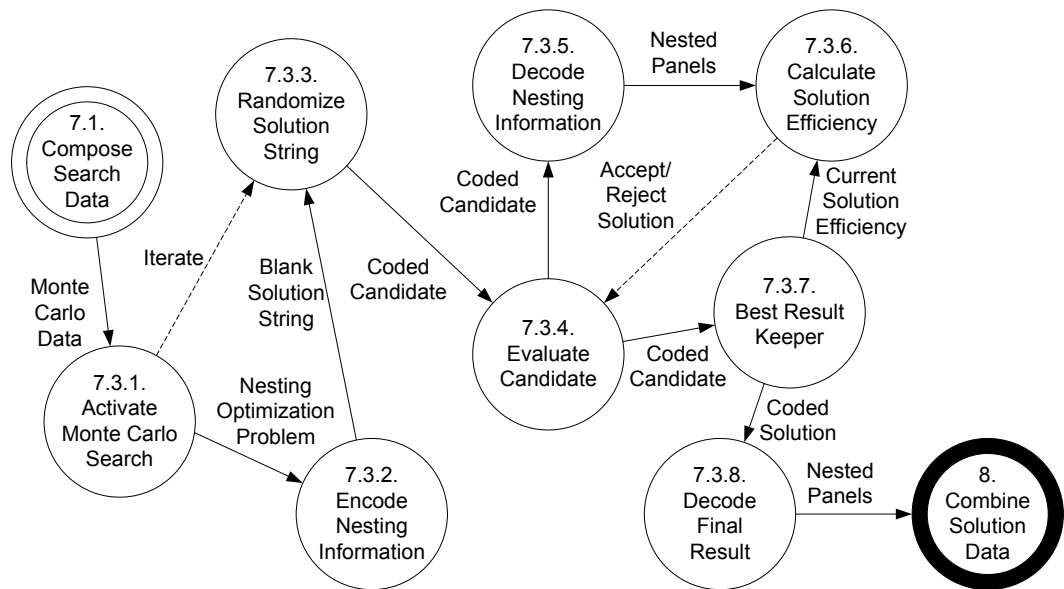 7.1.
Compose
Search
Data
Monte
Carlo
Data
7.3.1.
Activate
Monte Carlo
Search
Iterate
Nesting
Optimization
Problem
7.3.2.
Encode
Nesting
Information
Blank
Solution
String
7.3.3.
Randomize
Solution
String
Coded
Candidate
7.3.4.
Evaluate
Candidate
Coded
Candidate
7.3.5.
Decode
Nesting
Information
Nested
Panels
7.3.6.
Calculate
Solution
Efficiency
Accept/
Reject
Solution
Coded
Candidate
7.3.7.
Best Result
Keeper
Current
Solution
Efficiency
Coded
Solution
7.3.8.
Decode
Final
Result
Nested
Panels
8.
Combine
Solution
Data